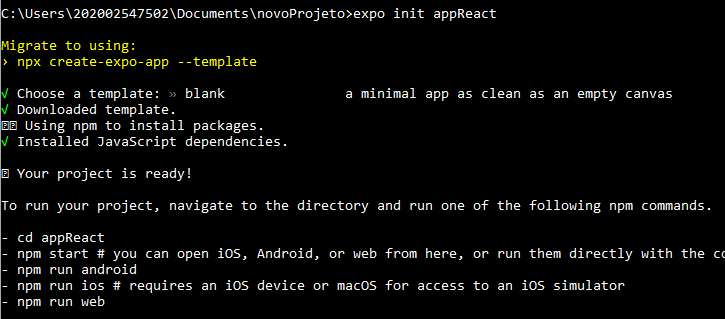 C:\Users\202002547502\Documents\novoProjeto>expo init appReact
Migrate to using:
› npx create-expo-app --template
√ Choose a template: » blank a minimal app as clean as an empty canvas
√ Downloaded template.
Using npm to install packages.
√ Installed JavaScript dependencies.
Your project is ready!
To run your project, navigate to the directory and run one of the following npm commands.
- cd appReact
- npm start # you can open iOS, Android, or web from here, or run them directly with the co
- npm run android
- npm run ios # requires an iOS device or macOS for access to an iOS simulator
- npm run web